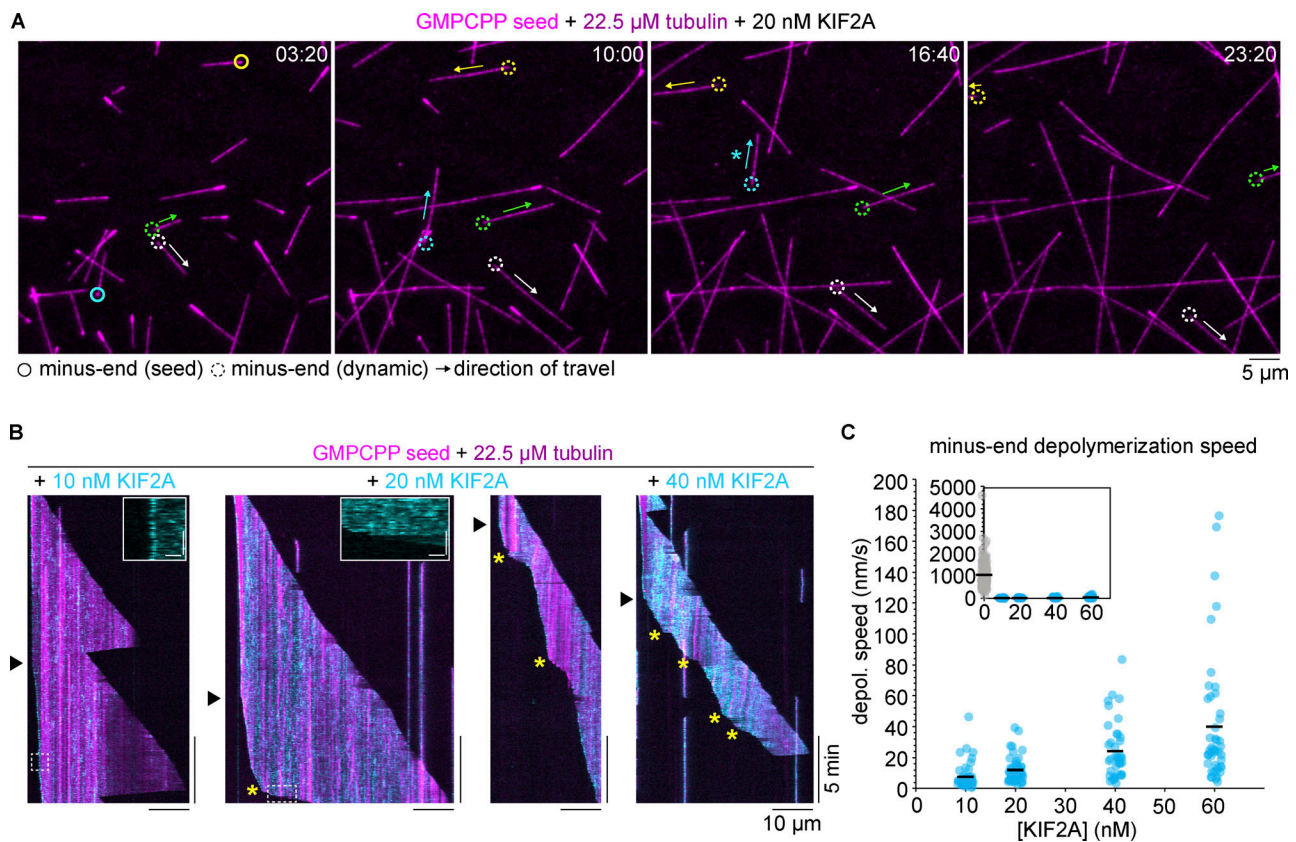 A
GMPCPP seed + 22.5 µM tubulin + 20 nM KIF2A
03:20
10:00
16:40
23:20
*
minus-end (seed) minus-end (dynamic) →direction of travel
5 µm
B
GMPCPP seed + 22.5 µM tubulin
+ 10 nM KIF2A
+ 20 nM KIF2A
+ 40 nM KIF2A
*
*
*
*
*
*
*
5 min
10 µm
C
minus-end depolymerization speed
depol. speed (nm/s)
200
180
160
140
120
100
80
60
40
20
0
5000
4000
3000
2000
1000
0
0 20 40 60
0 10 20 30 40 50 60
[KIF2A] (nM)